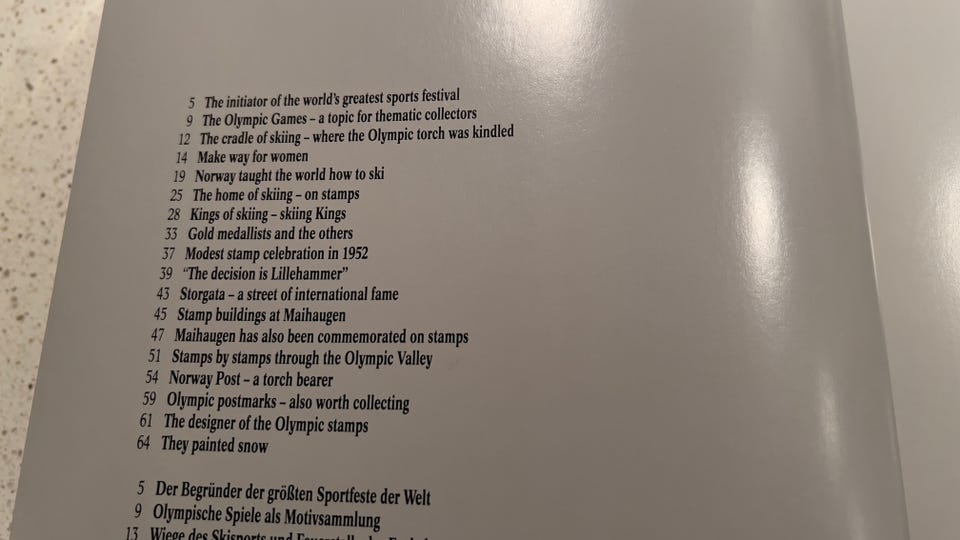 5 The initiator of the world's greatest sports festival
9 The Olympic Games – a topic for thematic collectors
12 The cradle of skiing – where the Olympic torch was kindled
14 Make way for women
19 Norway taught the world how to ski
25 The home of skiing – on stamps
28 Kings of skiing – skiing Kings
33 Gold medallists and the others
37 Modest stamp celebration in 1952
39 "The decision is Lillehammer"
43 Storgata – a street of international fame
45 Stamp buildings at Maihaugen
47 Maihaugen has also been commemorated on stamps
51 Stamps by stamps through the Olympic Valley
54 Norway Post – a torch bearer
59 Olympic postmarks – also worth collecting
61 The designer of the Olympic stamps
64 They painted snow
5 Der Begründer der größten Sportfeste der Welt
9 Olympische Spiele als Motivsammlung
13 Wiege des Skisports und